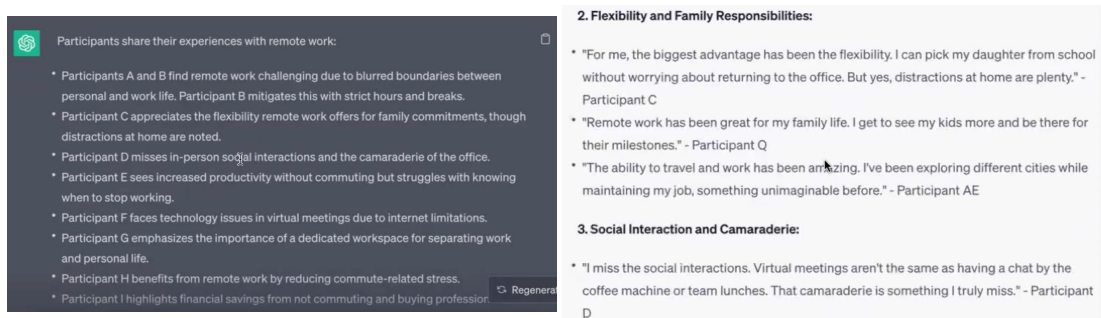 Participants share their experiences with remote work:
• Participants A and B find remote work challenging due to blurred boundaries between
personal and work life. Participant B mitigates this with strict hours and breaks.
• Participant C appreciates the flexibility remote work offers for family commitments, though
distractions at home are noted.
• Participant D misses in-person social interactions and the camaraderie of the office.
• Participant E sees increased productivity without commuting but struggles with knowing
when to stop working.
• Participant F faces technology issues in virtual meetings due to internet limitations.
• Participant G emphasizes the importance of a dedicated workspace for separating work
and personal life.
• Participant H benefits from remote work by reducing commute-related stress.
• Participant I highlights financial savings from not commuting and buying
Regenerat
2. Flexibility and Family Responsibilities:
• "For me, the biggest advantage has been the flexibility. I can pick my daughter from school
without worrying about returning to the office. But yes, distractions at home are plenty." -
Participant C
• "Remote work has been great for my family life. I get to see my kids more and be there for
their milestones." - Participant Q
• "The ability to travel and work has been amazing. I've been exploring different cities while
maintaining my job, something unimaginable before." - Participant AE
3. Social Interaction and Camaraderie:
• "I miss the social interactions. Virtual meetings aren't the same as having a chat by the
coffee machine or team lunches. That camaraderie is something I truly miss." - Participant
D